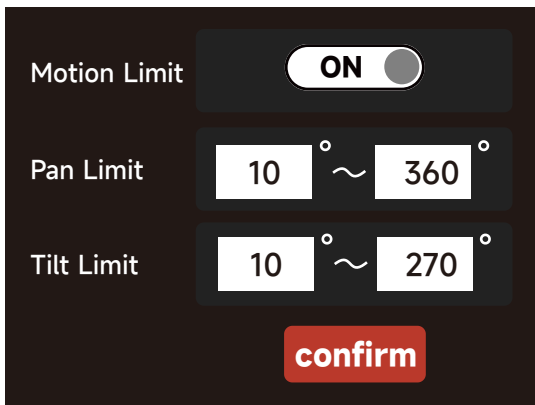 Motion Limit ON
Pan Limit 10° ~ 360°
Tilt Limit 10° ~ 270°
confirm